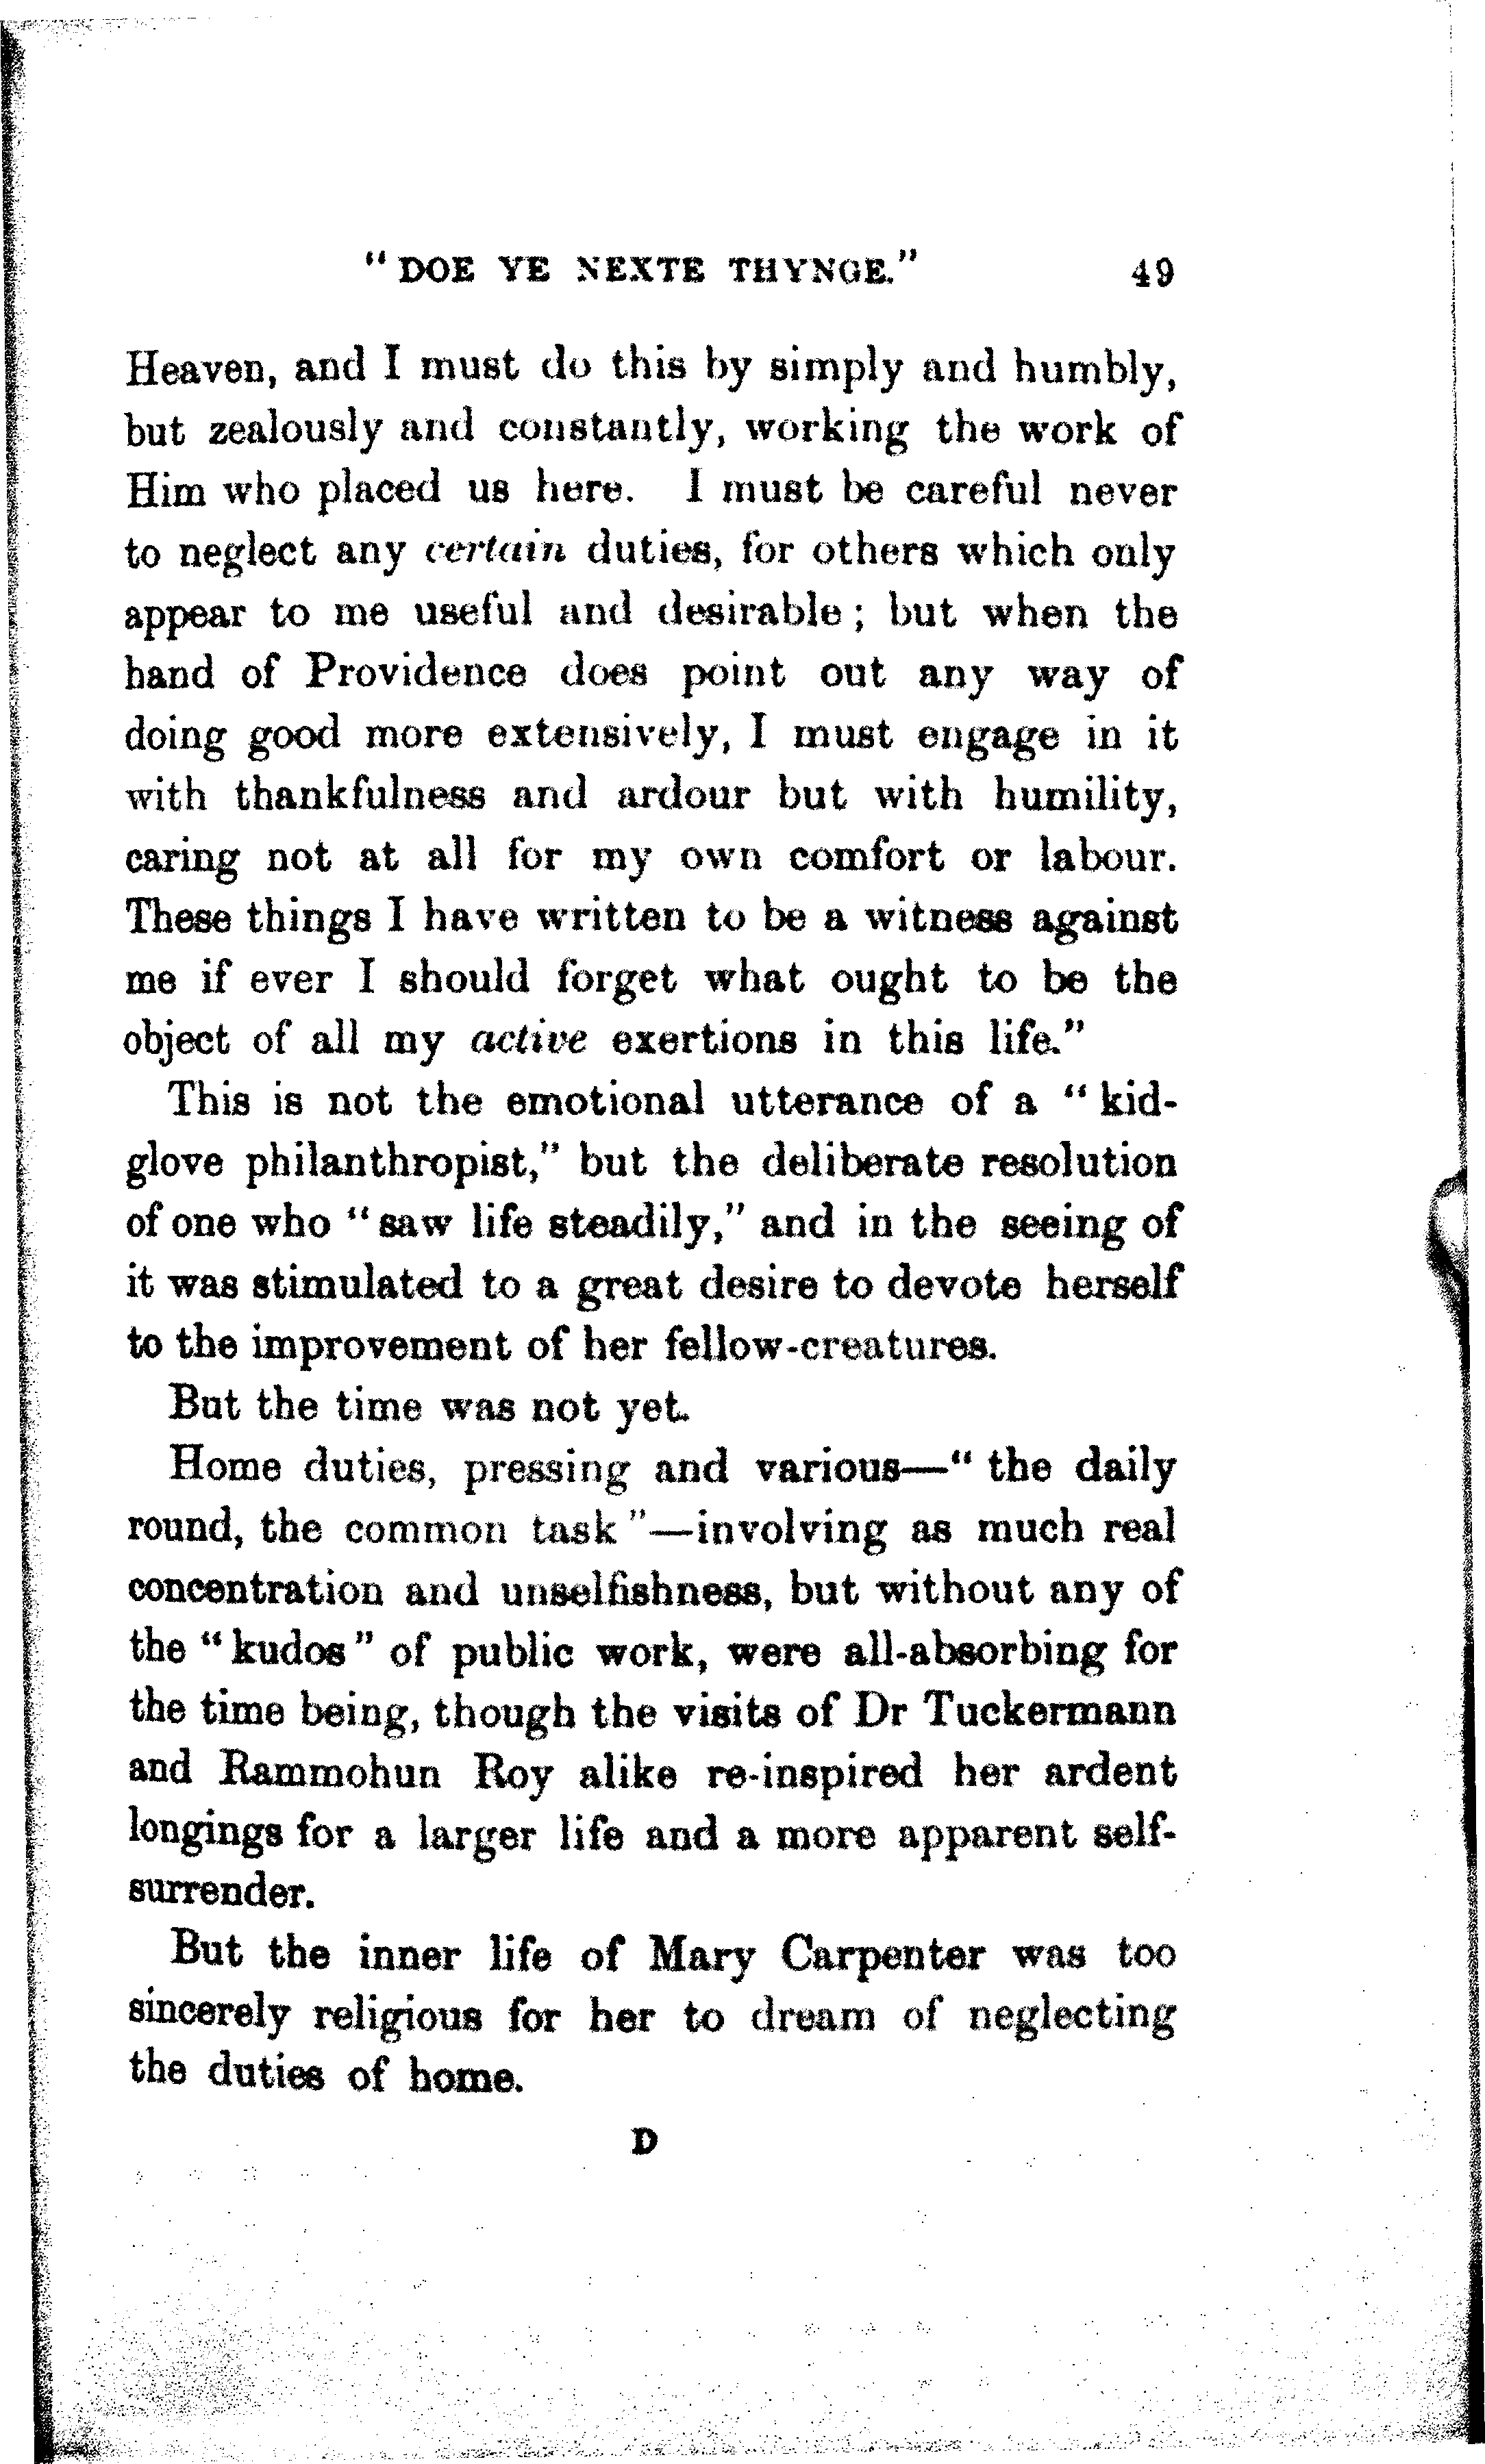 “DOE YE NEXTE THYNGE.” 49
Heaven, and I must do this by simply and humbly,
but zealously and constantly, working the work of
Him who placed us here. I must be careful never
to neglect any certain duties, for others which only
appear to me useful and desirable; but when the
hand of Providence does point out any way of
doing good more extensively, I must engage in it
with thankfulness and ardour but with humility,
caring not at all for my own comfort or labour.
These things I have written to be a witness against
me if ever I should forget what ought to be the
object of all my active exertions in this life.”
This is not the emotional utterance of a “kid-
glove philanthropist,” but the deliberate resolution
of one who “saw life steadily,” and in the seeing of
it was stimulated to a great desire to devote herself
to the improvement of her fellow-creatures.
But the time was not yet.
Home duties, pressing and various—“the daily
round, the common task”—involving as much real
concentration and unselfishness, but without any of
the “kudos” of public work, were all-absorbing for
the time being, though the visits of Dr Tuckermann
and Rammohun Roy alike re-inspired her ardent
longings for a larger life and a more apparent self-
surrender.
But the inner life of Mary Carpenter was too
sincerely religious for her to dream of neglecting
the duties of home.
D